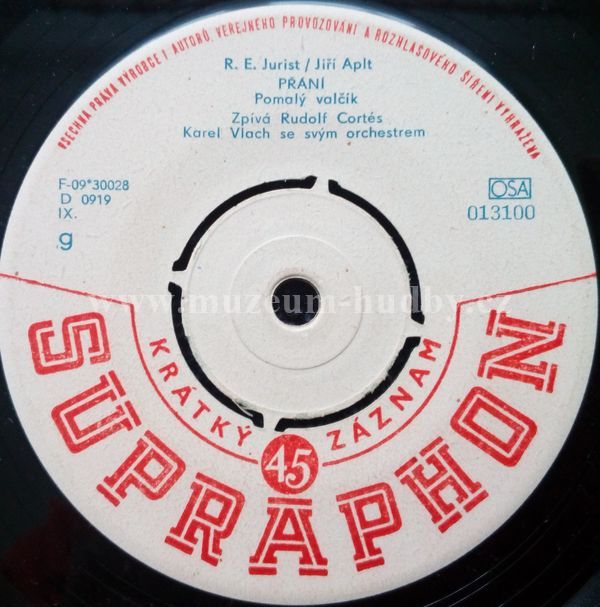 VŠECHNA PRÁVA VÝROBCE I AUTORŮ VEŘEJNÉHO PROVOZOVÁNÍ A ROZHLASOVÉHO ŠÍŘENÍ VYHRAŽENA
R. E. Jurist / Jiří Aplt
PŘÁNÍ
Pomalý valčík
Zpívá Rudolf Cortés
Karel Vlach se svým orchestrem
F-09*30028
D 0919
IX.
g
OSA
013100
www.muzeum-hudby.cz
KRÁTKÝ 45 ZÁZNAM
SUPRAPHON